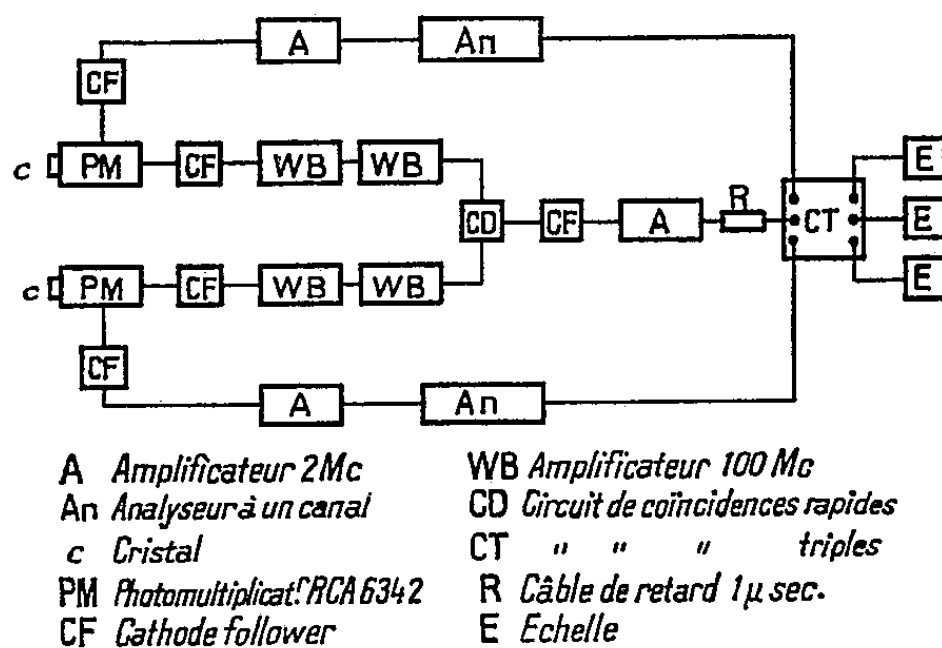 A An
CF
c PM CF WB WB E
R
CD CF A CT E
c PM CF WB WB E
CF
A An
A Amplificateur 2Mc
An Analyseur à un canal
c Cristal
PM Photomultiplicatr. RCA 6342
CF Cathode follower
WB Amplificateur 100 Mc
CD Circuit de coïncidences rapides
CT " " " triples
R Câble de retard 1μ sec.
E Echelle